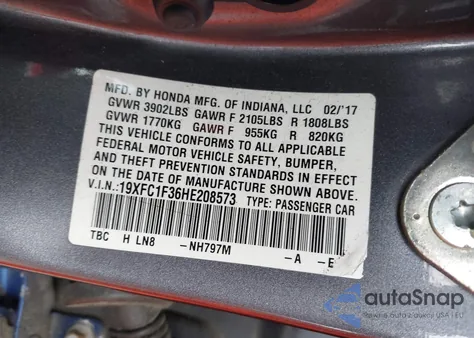 MFD. BY HONDA MFG. OF INDIANA, LLC 02/'17
GVWR 3902LBS GAWR F 2105LBS R 1808LBS
GVWR 1770KG GAWR F 955KG R 820KG
THIS VEHICLE CONFORMS TO ALL APPLICABLE
FEDERAL MOTOR VEHICLE SAFETY, BUMPER,
AND THEFT PREVENTION STANDARDS IN EFFECT
ON THE DATE OF MANUFACTURE SHOWN ABOVE.
V.I.N.: 19XFC1F36HE208573 TYPE: PASSENGER CAR
TBC H LN8 -NH797M -A -E
autoSnap